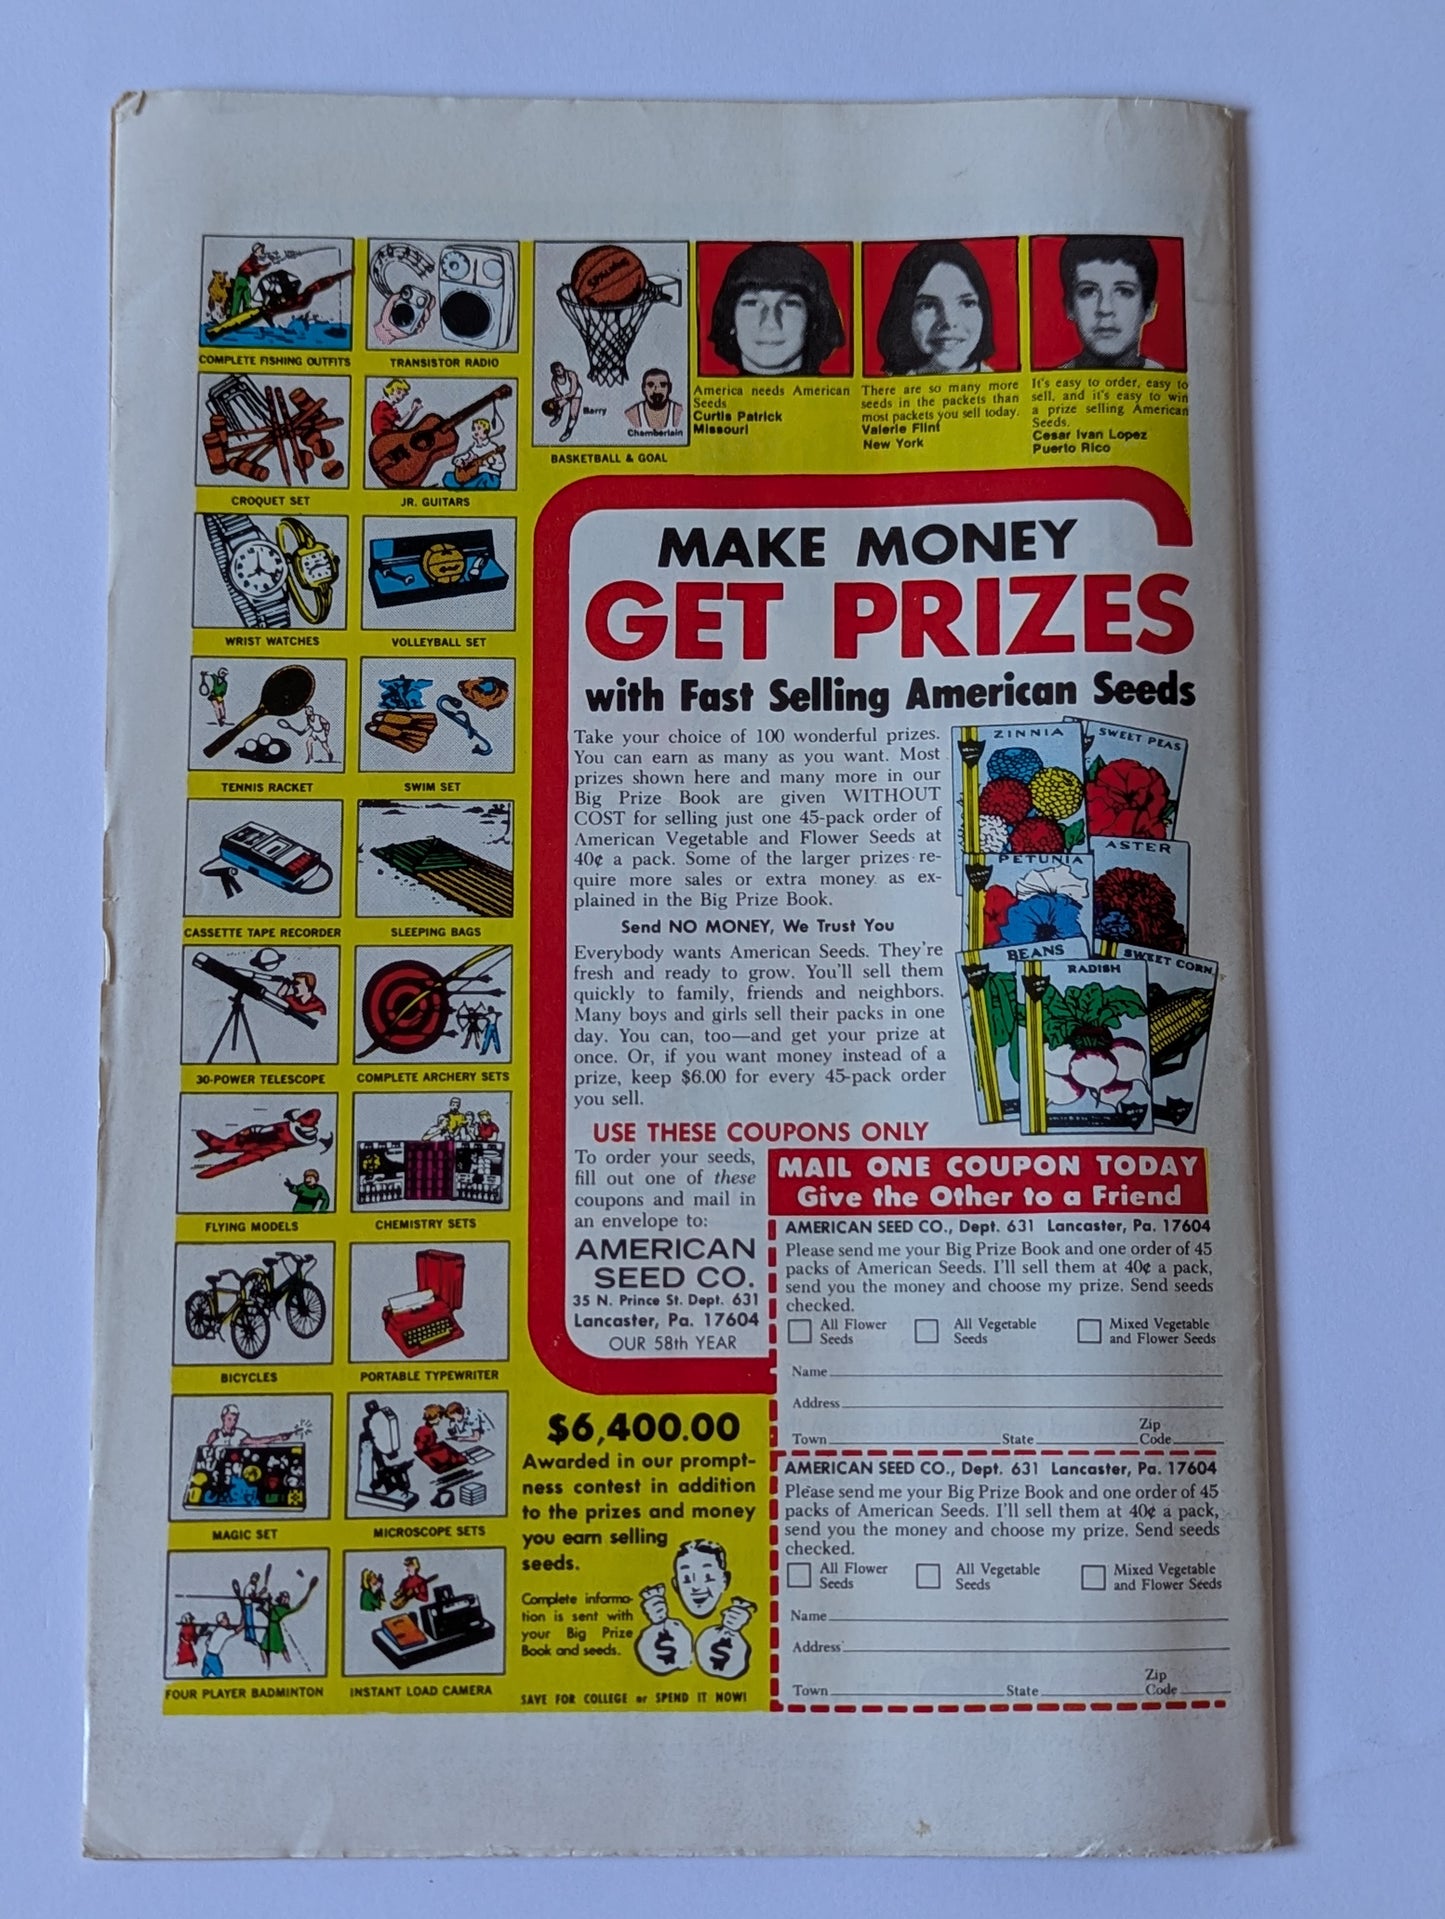 COMPLETE FISHING OUTFITS
TRANSISTOR RADIO
CROQUET SET
JR. GUITARS
WRIST WATCHES
VOLLEYBALL SET
TENNIS RACKET
SWIM SET
CASSETTE TAPE RECORDER
SLEEPING BAGS
30-POWER TELESCOPE
COMPLETE ARCHERY SETS
FLYING MODELS
CHEMISTRY SETS
BICYCLES
PORTABLE TYPEWRITER
MAGIC SET
MICROSCOPE SETS
FOUR PLAYER BADMINTON
INSTANT LOAD CAMERA
SPALDING
Barry
Chamberlain
BASKETBALL & GOAL
America needs American
Seeds
Curtis Patrick
Missouri
There are so many more
seeds in the packets than
most packets you sell today.
Valerie Flint
New York
It's easy to order, easy to
sell, and it's easy to win
a prize selling American
Seeds.
Cesar Ivan Lopez
Puerto Rico
MAKE MONEY
GET PRIZES
with Fast Selling American Seeds
Take your choice of 100 wonderful prizes.
You can earn as many as you want. Most
prizes shown here and many more in our
Big Prize Book are given WITHOUT
COST for selling just one 45-pack order of
American Vegetable and Flower Seeds at
40¢ a pack. Some of the larger prizes re-
quire more sales or extra money as ex-
plained in the Big Prize Book.
Send NO MONEY, We Trust You
Everybody wants American Seeds. They're
fresh and ready to grow. You'll sell them
quickly to family, friends and neighbors.
Many boys and girls sell their packs in one
day. You can, too—and get your prize at
once. Or, if you want money instead of a
prize, keep $6.00 for every 45-pack order
you sell.
ZINNIA
SWEET PEAS
PETUNIA
ASTER
BEANS
RADISH
SWEET CORN
USE THESE COUPONS ONLY
To order your seeds,
fill out one of these
coupons and mail in
an envelope to:
AMERICAN
SEED CO.
35 N. Prince St. Dept. 631
Lancaster, Pa. 17604
OUR 58th YEAR
MAIL ONE COUPON TODAY
Give the Other to a Friend
AMERICAN SEED CO., Dept. 631 Lancaster, Pa. 17604
Please send me your Big Prize Book and one order of 45
packs of American Seeds. I'll sell them at 40¢ a pack,
send you the money and choose my prize. Send seeds
checked.
All Flower Seeds
All Vegetable Seeds
Mixed Vegetable and Flower Seeds
Name
Address
Town State Zip Code
AMERICAN SEED CO., Dept. 631 Lancaster, Pa. 17604
Please send me your Big Prize Book and one order of 45
packs of American Seeds. I'll sell them at 40¢ a pack,
send you the money and choose my prize. Send seeds
checked.
All Flower Seeds
All Vegetable Seeds
Mixed Vegetable and Flower Seeds
Name
Address
Town State Zip Code
$6,400.00
Awarded in our prompt-
ness contest in addition
to the prizes and money
you earn selling
seeds.
Complete informa-
tion is sent with
your Big Prize
Book and seeds.
$ $
SAVE FOR COLLEGE or SPEND IT NOW!